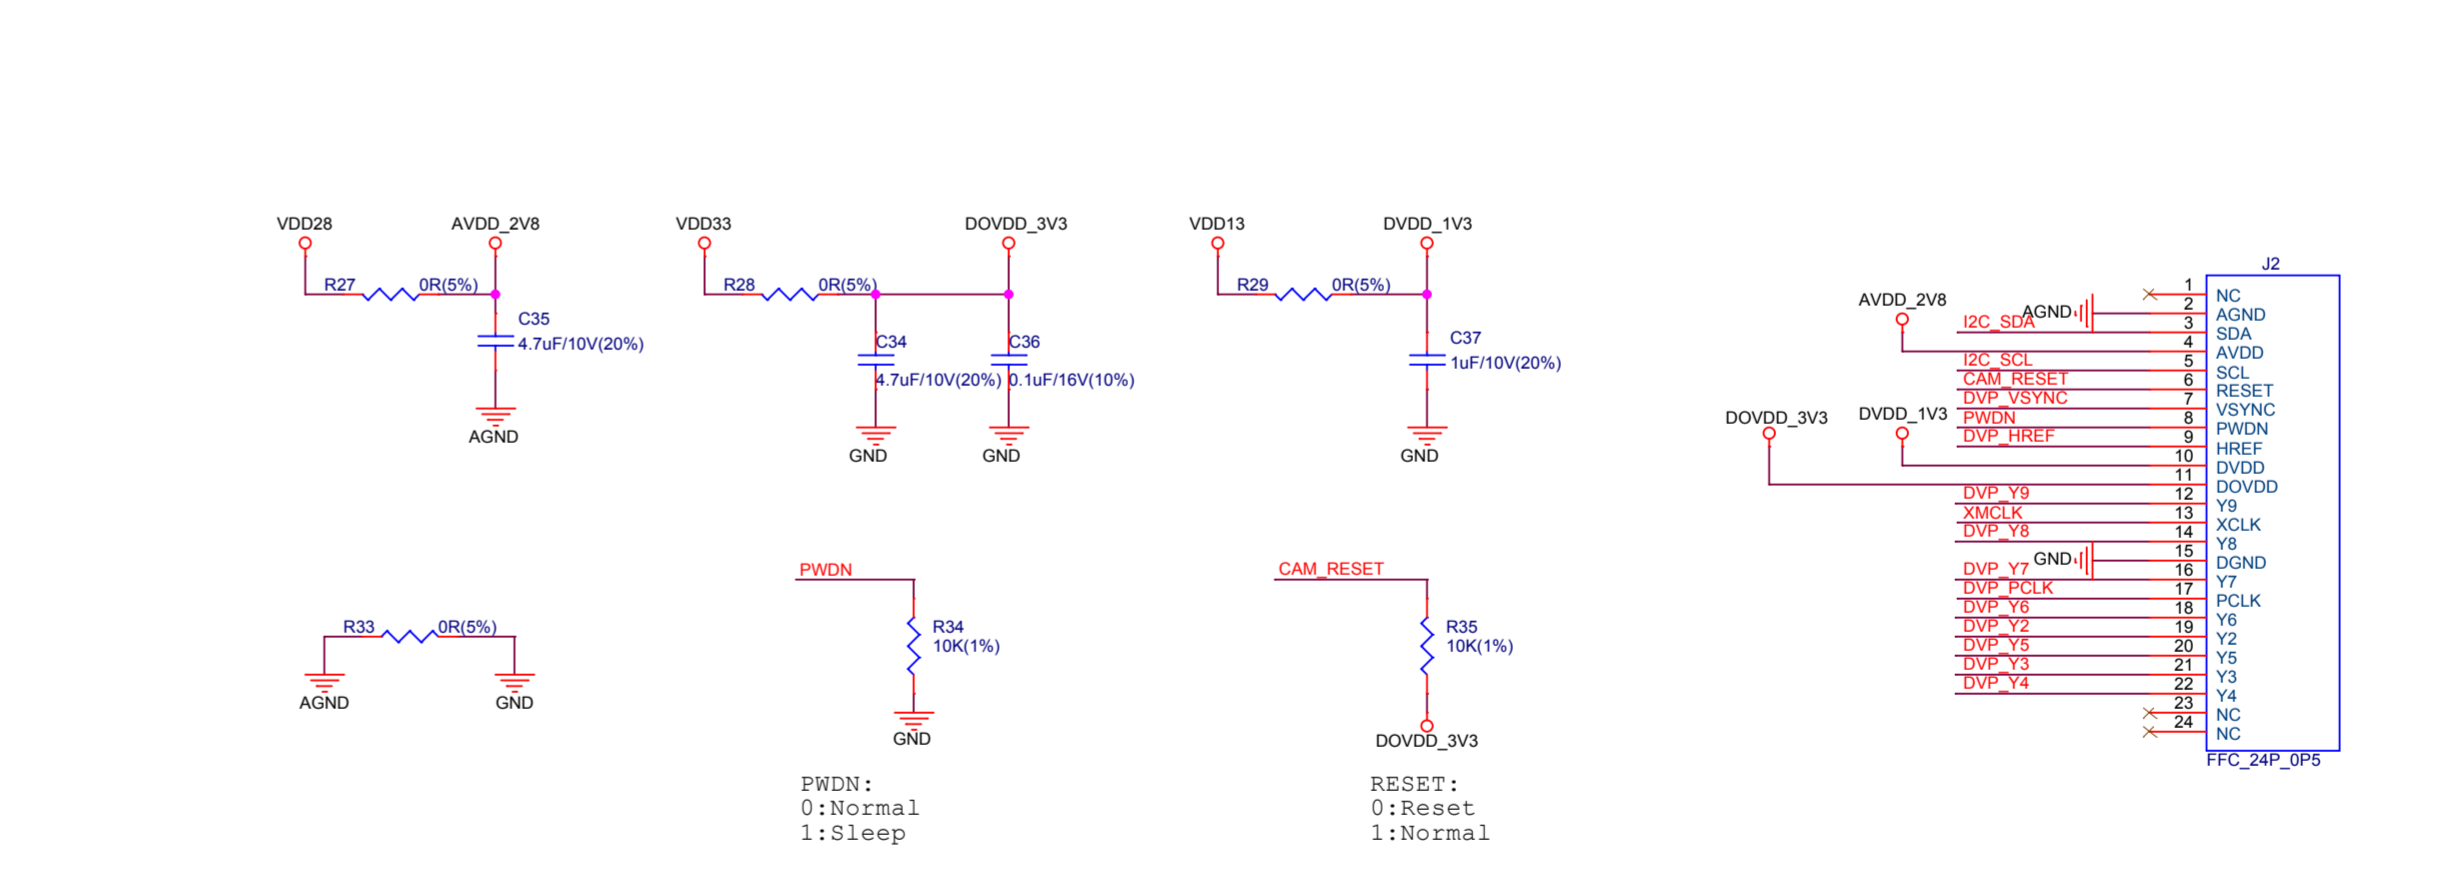 VDD28
AVDD_2V8
R27
0R(5%)
C35
4.7uF/10V(20%)
AGND
VDD33
DOVDD_3V3
R28
0R(5%)
C34
4.7uF/10V(20%)
C36
0.1uF/16V(10%)
GND
GND
VDD13
DVDD_1V3
R29
0R(5%)
C37
1uF/10V(20%)
GND
R33
0R(5%)
AGND
GND
PWDN
R34
10K(1%)
GND
PWDN:
0:Normal
1:Sleep
CAM_RESET
R35
10K(1%)
DOVDD_3V3
RESET:
0:Reset
1:Normal
J2
AVDD_2V8
DOVDD_3V3
DVDD_1V3
1 NC
AGND 2 AGND
I2C_SDA 3 SDA
4 AVDD
I2C_SCL 5 SCL
CAM_RESET 6 RESET
DVP_VSYNC 7 VSYNC
PWDN 8 PWDN
DVP_HREF 9 HREF
10 DVDD
11 DOVDD
DVP_Y9 12 Y9
XMCLK 13 XCLK
DVP_Y8 14 Y8
GND 15 DGND
DVP_Y7 16 Y7
DVP_PCLK 17 PCLK
DVP_Y6 18 Y6
DVP_Y2 19 Y2
DVP_Y5 20 Y5
DVP_Y3 21 Y3
DVP_Y4 22 Y4
23 NC
24 NC
FFC_24P_0P5